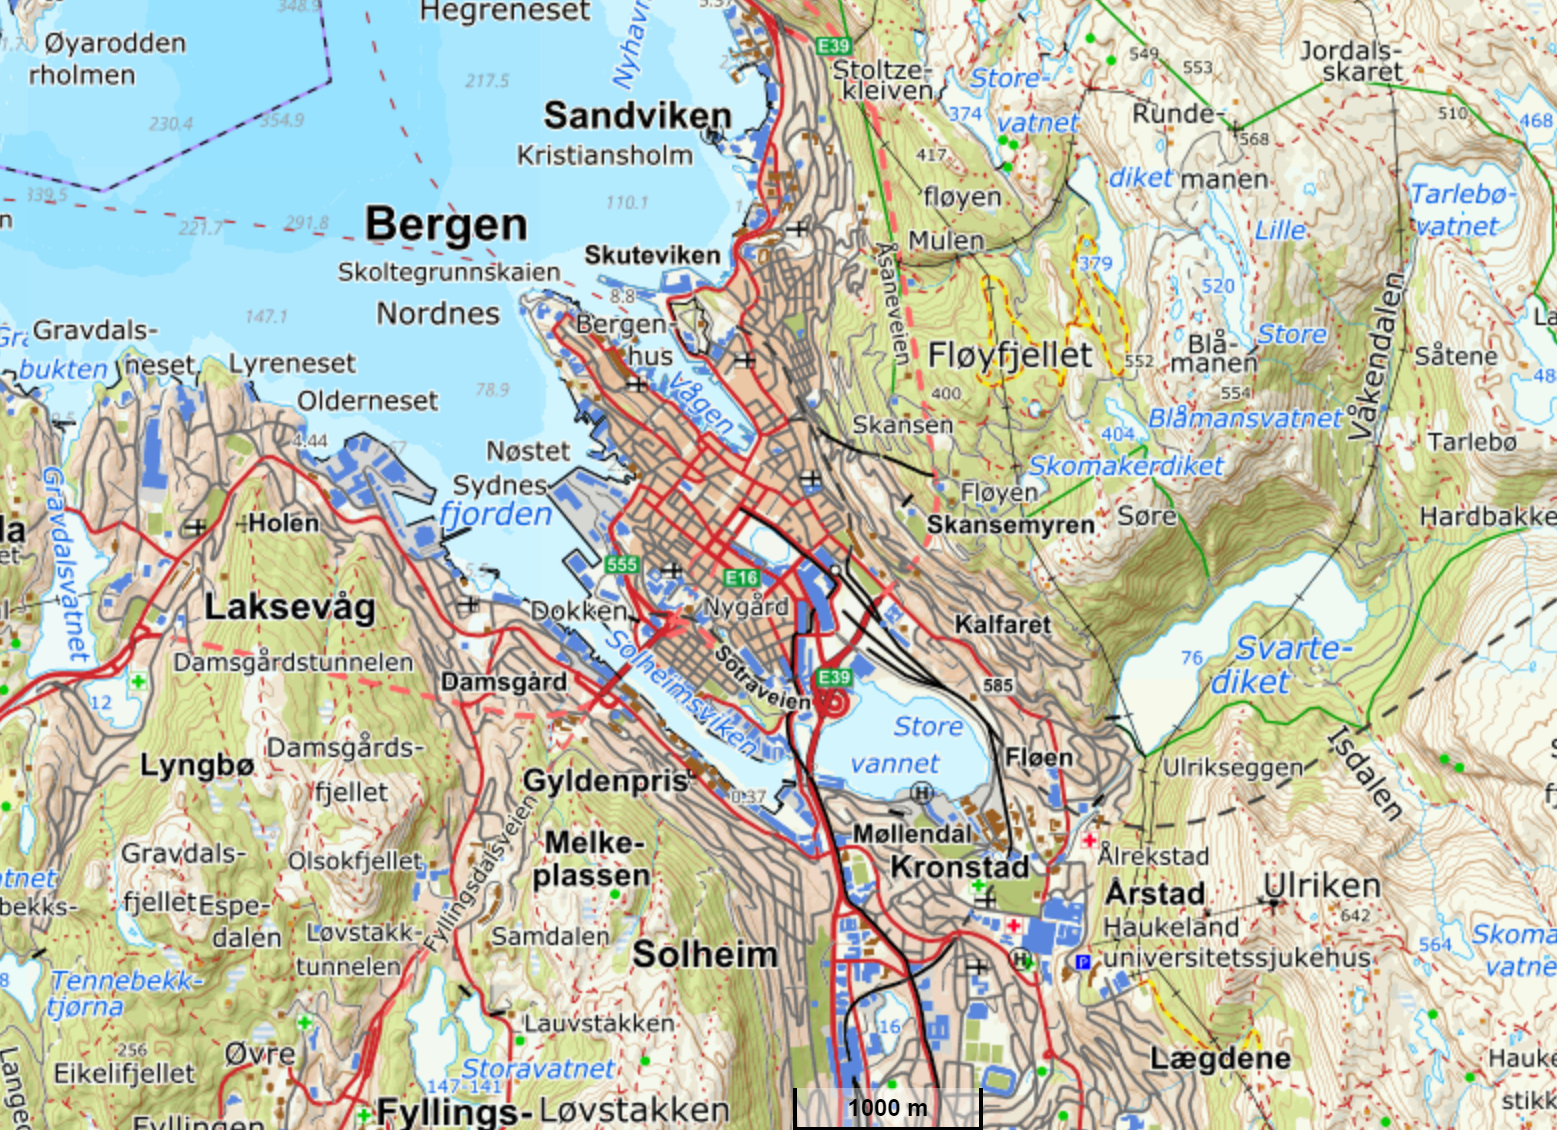 348.9
Hegreneset
5.37
Øyarodden
rholmen
E39
Jordals-
skaret
549
553
Stoltze-
kleiven
Store-
vatnet
217.5
230.4
354.9
Sandviken
374
Runde-
568
510
468
Kristiansholm
417
diket
manen
fløyen
339.5
110.1
Tarlebø-
vatnet
221.7
291.8
Bergen
Lille
Mulen
Skuteviken
379
Skoltegrunnskaien
8.8
520
Åsaneveien
Våkendalen
147.1
Nordnes
Bergen-
hus
Gravdals-
bukten
neset
Lyreneset
Store
Blå-
manen
Såtene
Fløyfjellet
552
554
400
48
78.9
Vågen
Olderneset
Blåmansvatnet
Skansen
404
4.44
57
Tarlebø
Nøstet
Skomakerdiket
Sydnes
fjorden
Fløyen
Skansemyren
Søre
Hardbakke
Gravdalsvatnet
Holen
555
E16
Laksevåg
Dokken
Nygård
Kalfaret
Solheimsviken
Sotraveien
Damsgårdstunnelen
Damsgård
E39
585
76
Svarte-
diket
12
Store
vannet
Isdalen
Lyngbø
Damsgårds-
fjellet
Gyldenpris
Fløen
Ulrikseggen
0.37
H
Møllendal
Melke-
plassen
Kronstad
Gravdals-
fjellet
Olsokfjellet
Fyllingsdalsveien
Ålrekstad
Årstad
Ulriken
642
tnet
bekks-
Espe-
dalen
Løvstakk-
tunnelen
Samdalen
Solheim
Haukeland
universitetssjukehus
H
P
564
Skoma
vatne
8
Tennebekk-
tjørna
16
Lauvstakken
256
Eikelifjellet
Øvre
Storavatnet
147-141
Lægdene
Hauke
stikk
Fyllings-
Løvstakken
Fyllingen
1000 m